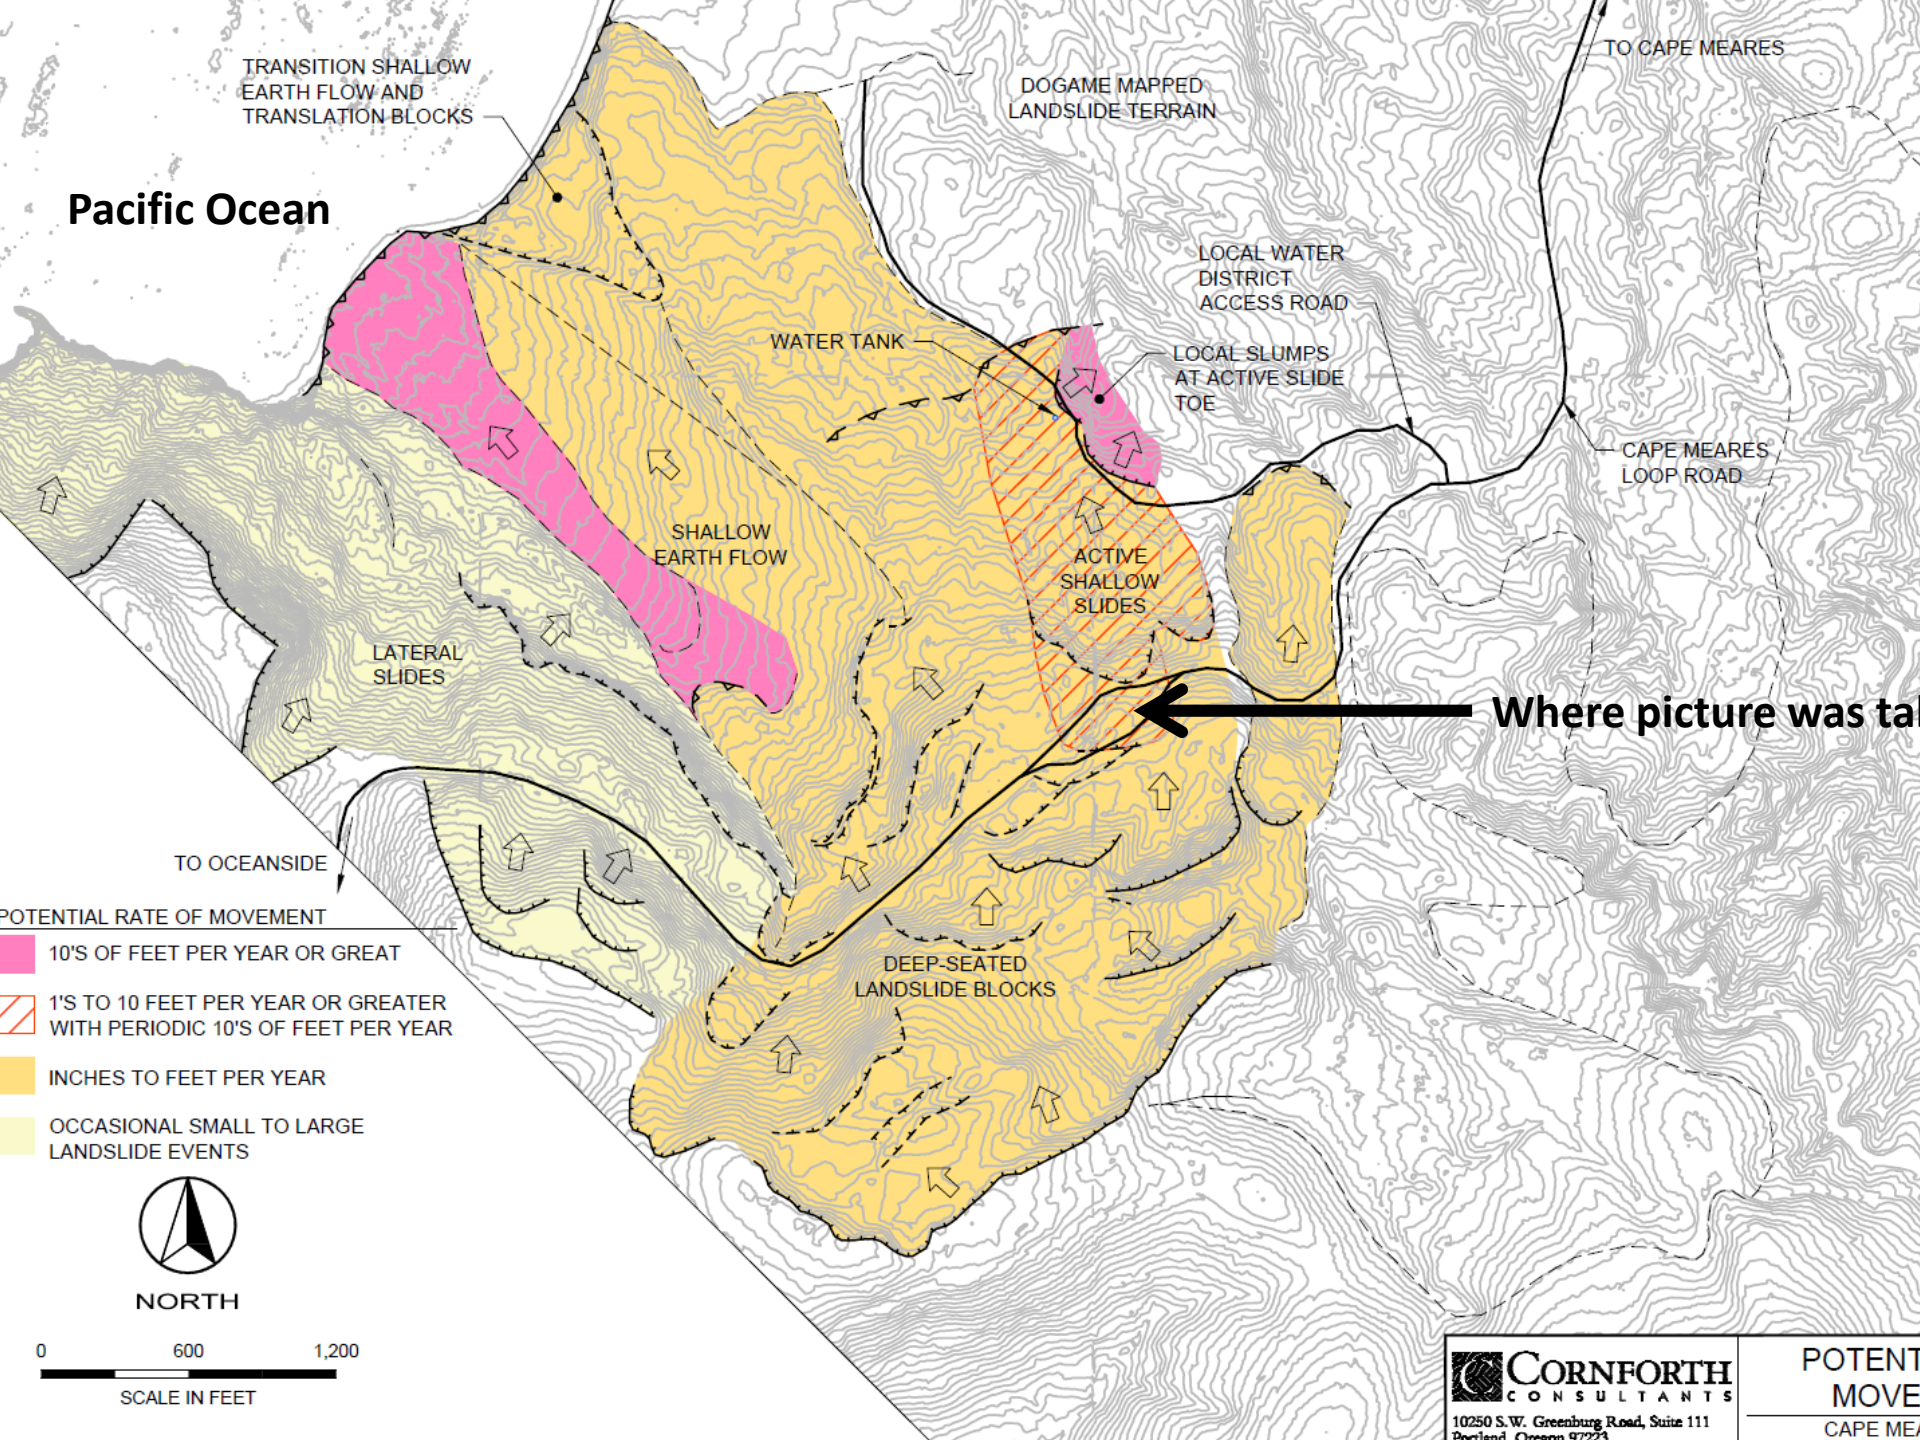 TO CAPE MEARES
TRANSITION SHALLOW
EARTH FLOW AND
TRANSLATION BLOCKS
DOGAME MAPPED
LANDSLIDE TERRAIN
Pacific Ocean
LOCAL WATER
DISTRICT
ACCESS ROAD
WATER TANK
LOCAL SLUMPS
AT ACTIVE SLIDE
TOE
CAPE MEARES
LOOP ROAD
SHALLOW
EARTH FLOW
ACTIVE
SHALLOW
SLIDES
LATERAL
SLIDES
Where picture was ta
TO OCEANSIDE
POTENTIAL RATE OF MOVEMENT
10'S OF FEET PER YEAR OR GREAT
1'S TO 10 FEET PER YEAR OR GREATER
WITH PERIODIC 10'S OF FEET PER YEAR
INCHES TO FEET PER YEAR
OCCASIONAL SMALL TO LARGE
LANDSLIDE EVENTS
DEEP-SEATED
LANDSLIDE BLOCKS
NORTH
0 600 1,200
SCALE IN FEET
CORNFORTH
CONSULTANTS
10250 S.W. Greenburg Road, Suite 111
Portland, Oregon 97223
POTENT
MOVE
CAPE MEA